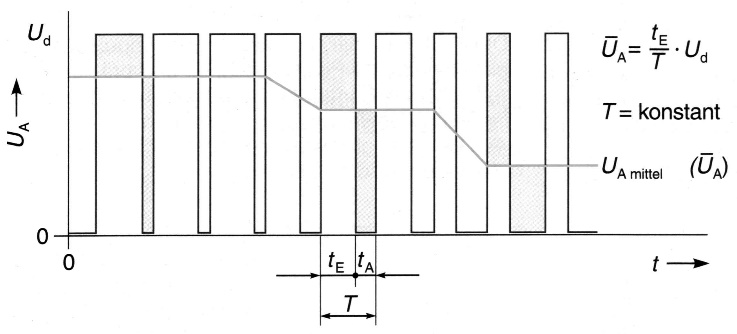 U_d
Ū_A = t_E/T · U_d
T = konstant
U_A
U_A mittel (Ū_A)
0
0
t_E t_A
t
T